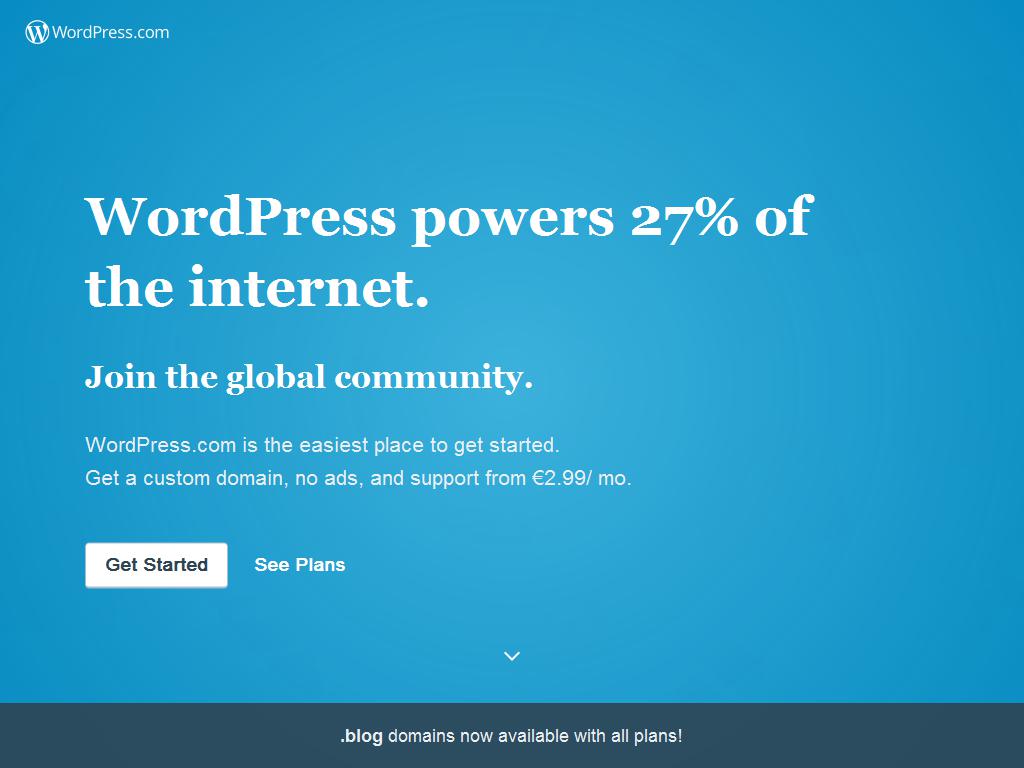 WordPress.com
WordPress powers 27% of
the internet.
Join the global community.
WordPress.com is the easiest place to get started.
Get a custom domain, no ads, and support from €2.99/ mo.
Get Started
See Plans
.blog domains now available with all plans!